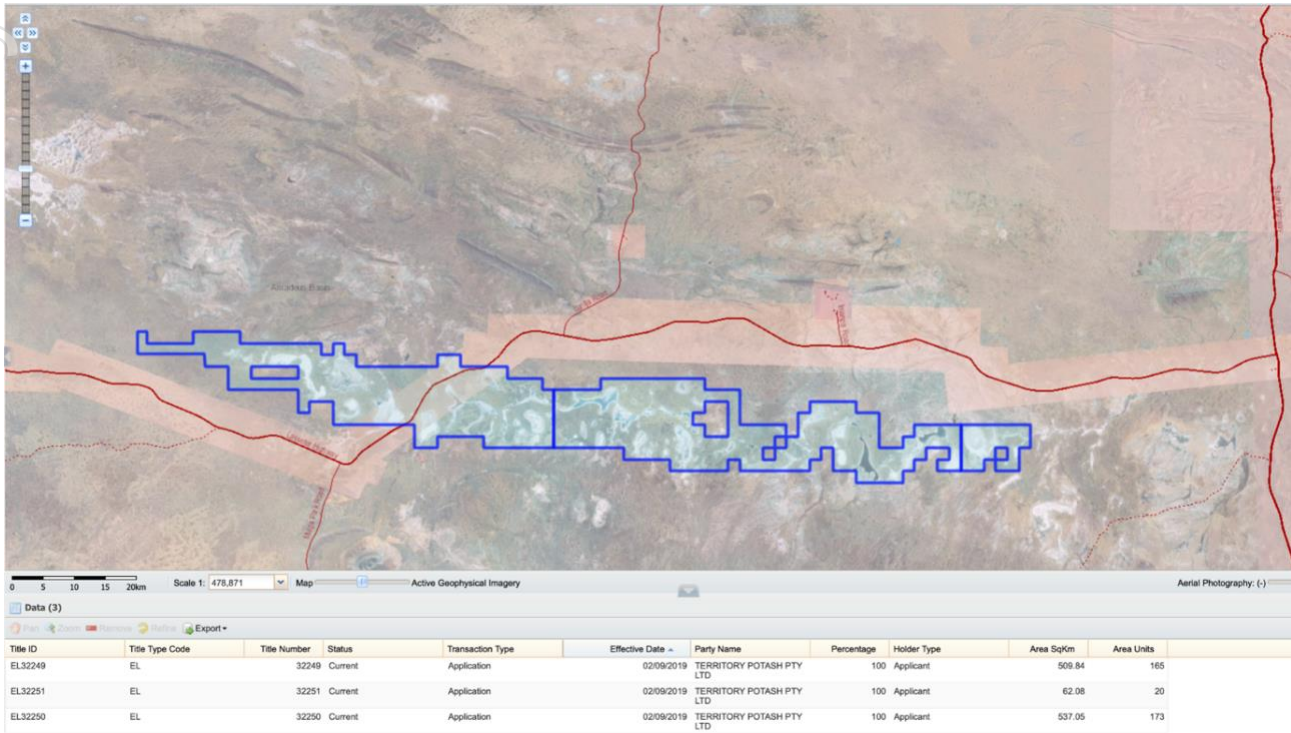 Amadeus Basin
Lasseter Highway
Stuart Highway
0 5 10 15 20km
Scale 1: 478,871
Map
Active Geophysical Imagery
Aerial Photography: (-)
Data (3)
Pan Zoom Remove Refine Export
Title ID Title Type Code Title Number Status Transaction Type Effective Date Party Name Percentage Holder Type Area SqKm Area Units
EL32249 EL 32249 Current Application 02/09/2019 TERRITORY POTASH PTY 100 Applicant 509.84 165
LTD
EL32251 EL 32251 Current Application 02/09/2019 TERRITORY POTASH PTY 100 Applicant 62.08 20
LTD
EL32250 EL 32250 Current Application 02/09/2019 TERRITORY POTASH PTY 100 Applicant 537.05 173
LTD